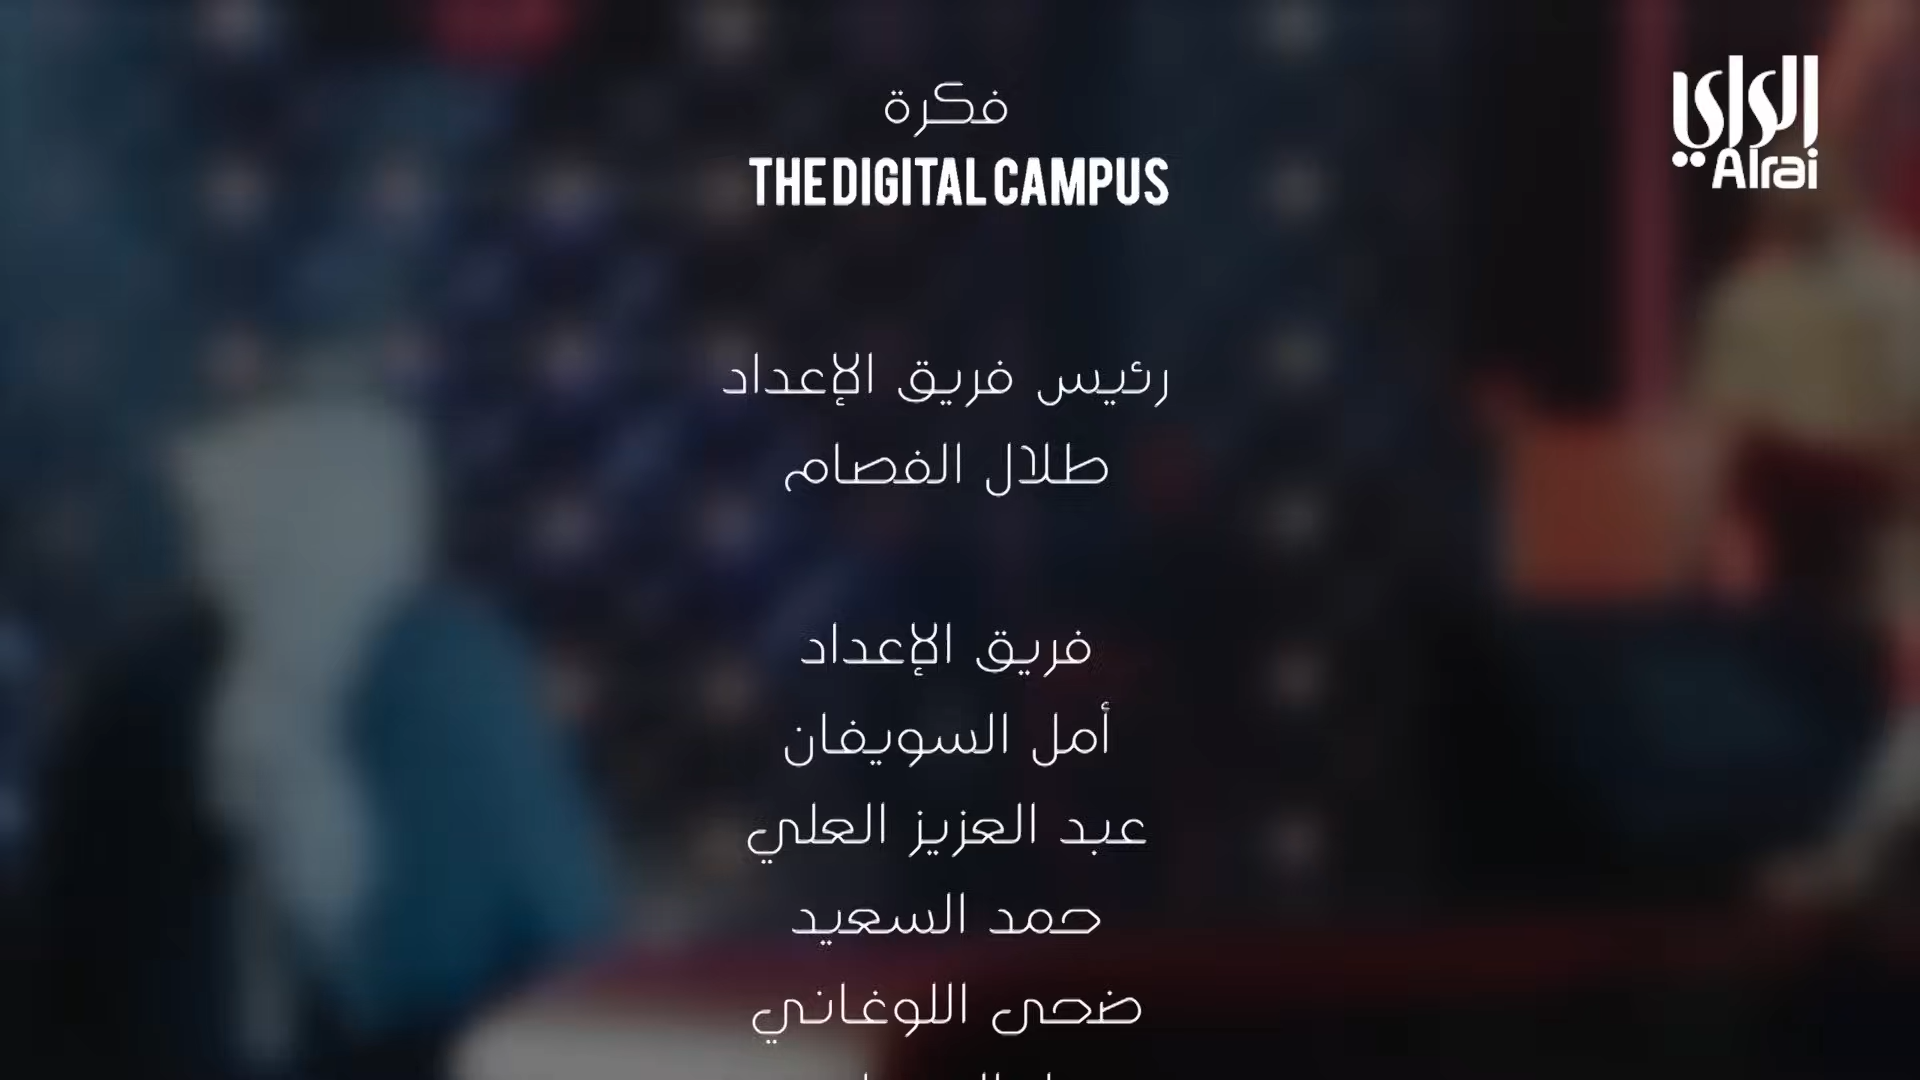 فكرة
THE DIGITAL CAMPUS
الراي
Alrai
رئيس فريق الإعداد
طلال الفصام
فريق الإعداد
أمل السويفان
عبد العزيز العلي
حمد السعيد
ضحى اللوغاني